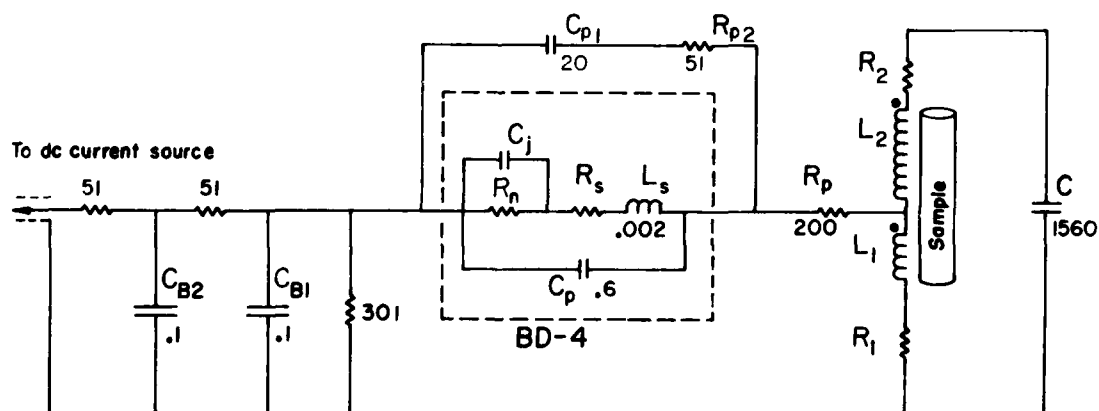 C_p1
20
R_p2
51
R_2
L_2
C_j
R_n
R_s
L_s
.002
To dc current source
51
51
R_p
200
C
1560
Sample
L_1
C_B2
.1
C_B1
.1
301
C_p .6
BD-4
R_1